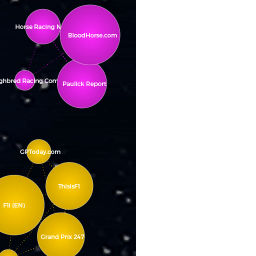 Horse Racing N
BloodHorse.com
ghbred Racing Com
Paulick Report
GPToday.com
ThisisF1
F1i (EN)
Grand Prix 247